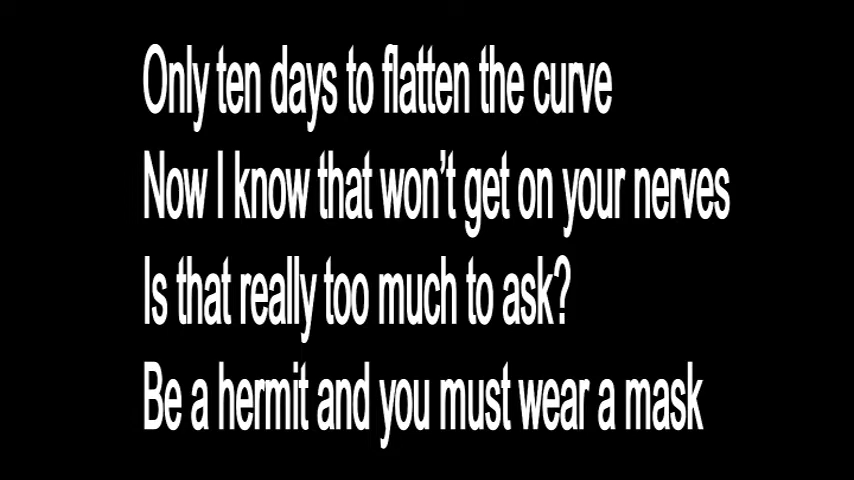 Only ten days to flatten the curve
Now I know that won’t get on your nerves
Is that really too much to ask?
Be a hermit and you must wear a mask